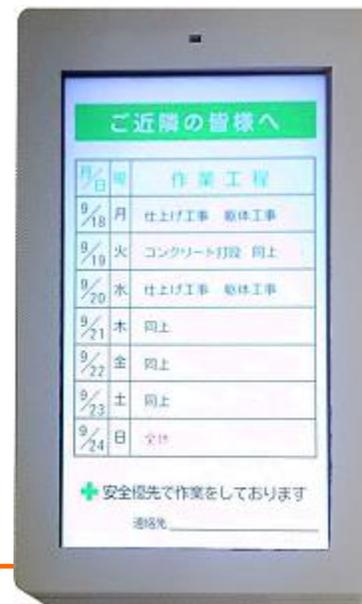 ご近隣の皆様へ
月/日 曜 作業工程
9/18 月 仕上げ工事 躯体工事
9/19 火 コンクリート打設 同上
9/20 水 仕上げ工事 躯体工事
9/21 木 同上
9/22 金 同上
9/23 土 同上
9/24 日 全休
安全優先で作業をしております
連絡先